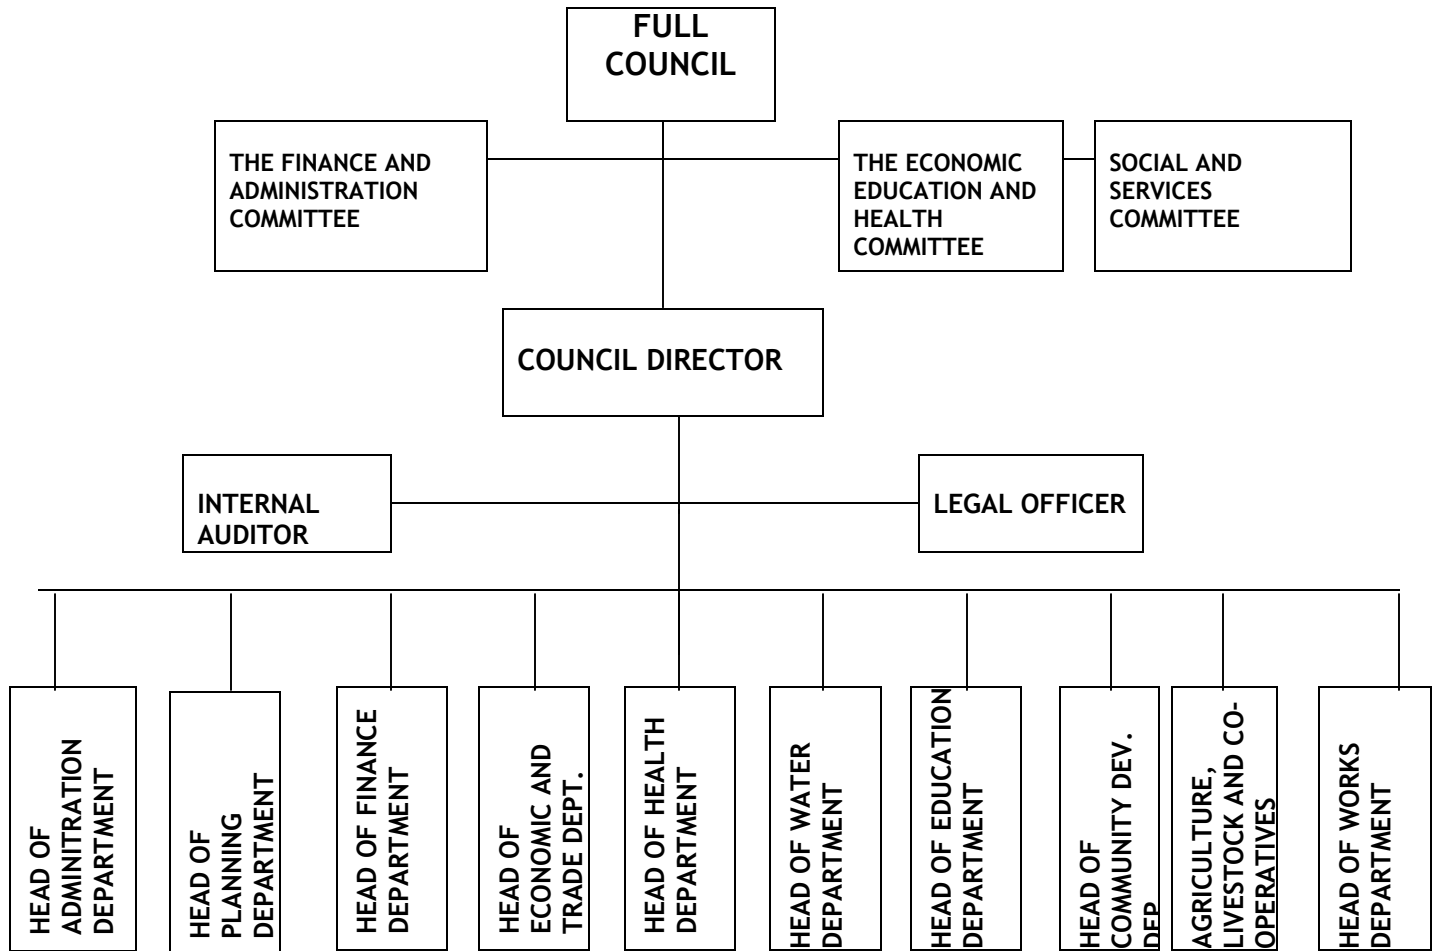 FULL
COUNCIL
THE FINANCE AND
ADMINISTRATION
COMMITTEE
THE ECONOMIC
EDUCATION AND
HEALTH
COMMITTEE
SOCIAL AND
SERVICES
COMMITTEE
COUNCIL DIRECTOR
INTERNAL
AUDITOR
LEGAL OFFICER
HEAD OF
ADMINITRATION
DEPARTMENT
HEAD OF
PLANNING
DEPARTMENT
HEAD OF FINANCE
DEPARTMENT
HEAD OF
ECONOMIC AND
TRADE DEPT.
HEAD OF HEALTH
DEPARTMENT
HEAD OF WATER
DEPARTMENT
HEAD OF EDUCATION
DEPARTMENT
HEAD OF
COMMUNITY DEV.
DEP
AGRICULTURE,
LIVESTOCK AND CO-
OPERATIVES
HEAD OF WORKS
DEPARTMENT